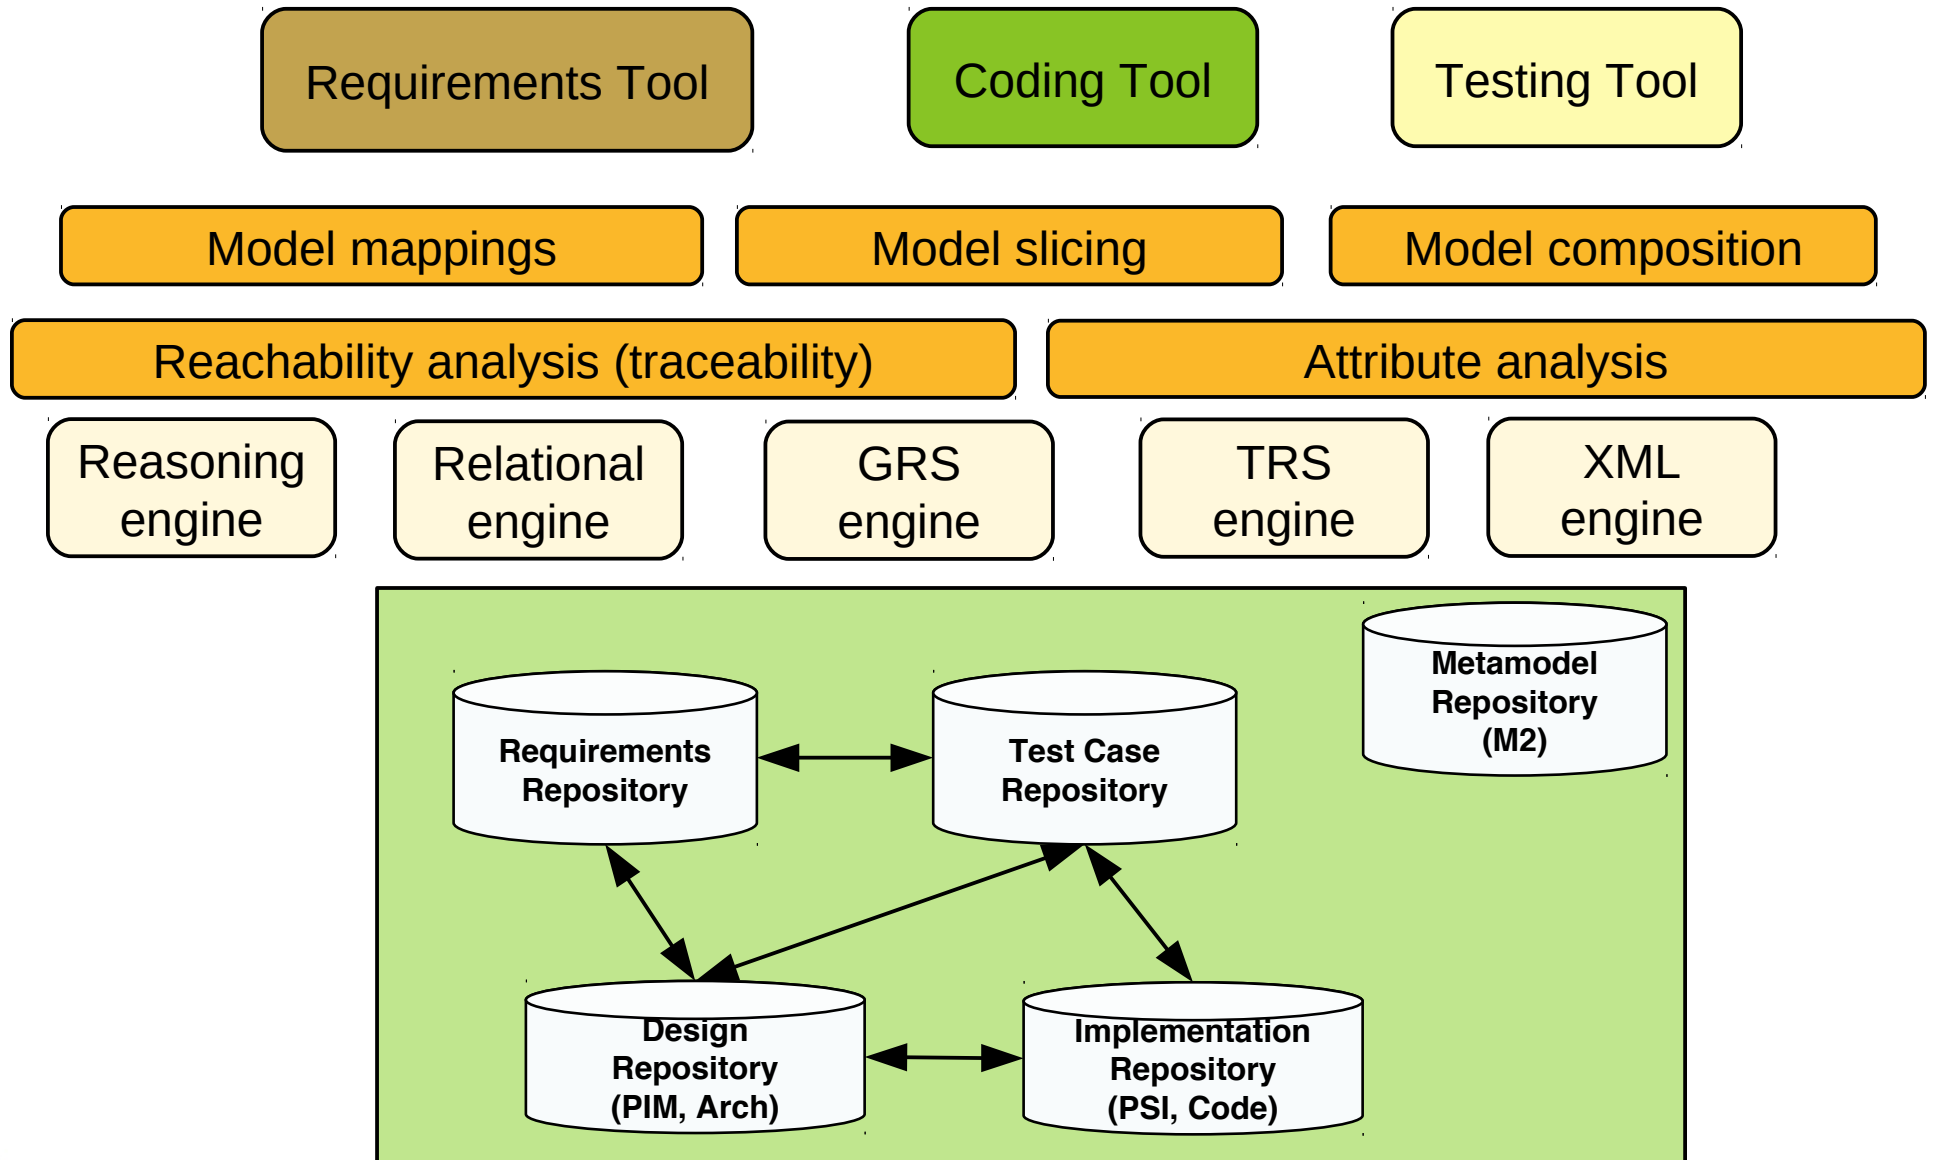 Requirements Tool
Coding Tool
Testing Tool
Model mappings
Model slicing
Model composition
Reachability analysis (traceability)
Attribute analysis
Reasoning
engine
Relational
engine
GRS
engine
TRS
engine
XML
engine
Metamodel
Repository
(M2)
Requirements
Repository
Test Case
Repository
Design
Repository
(PIM, Arch)
Implementation
Repository
(PSI, Code)